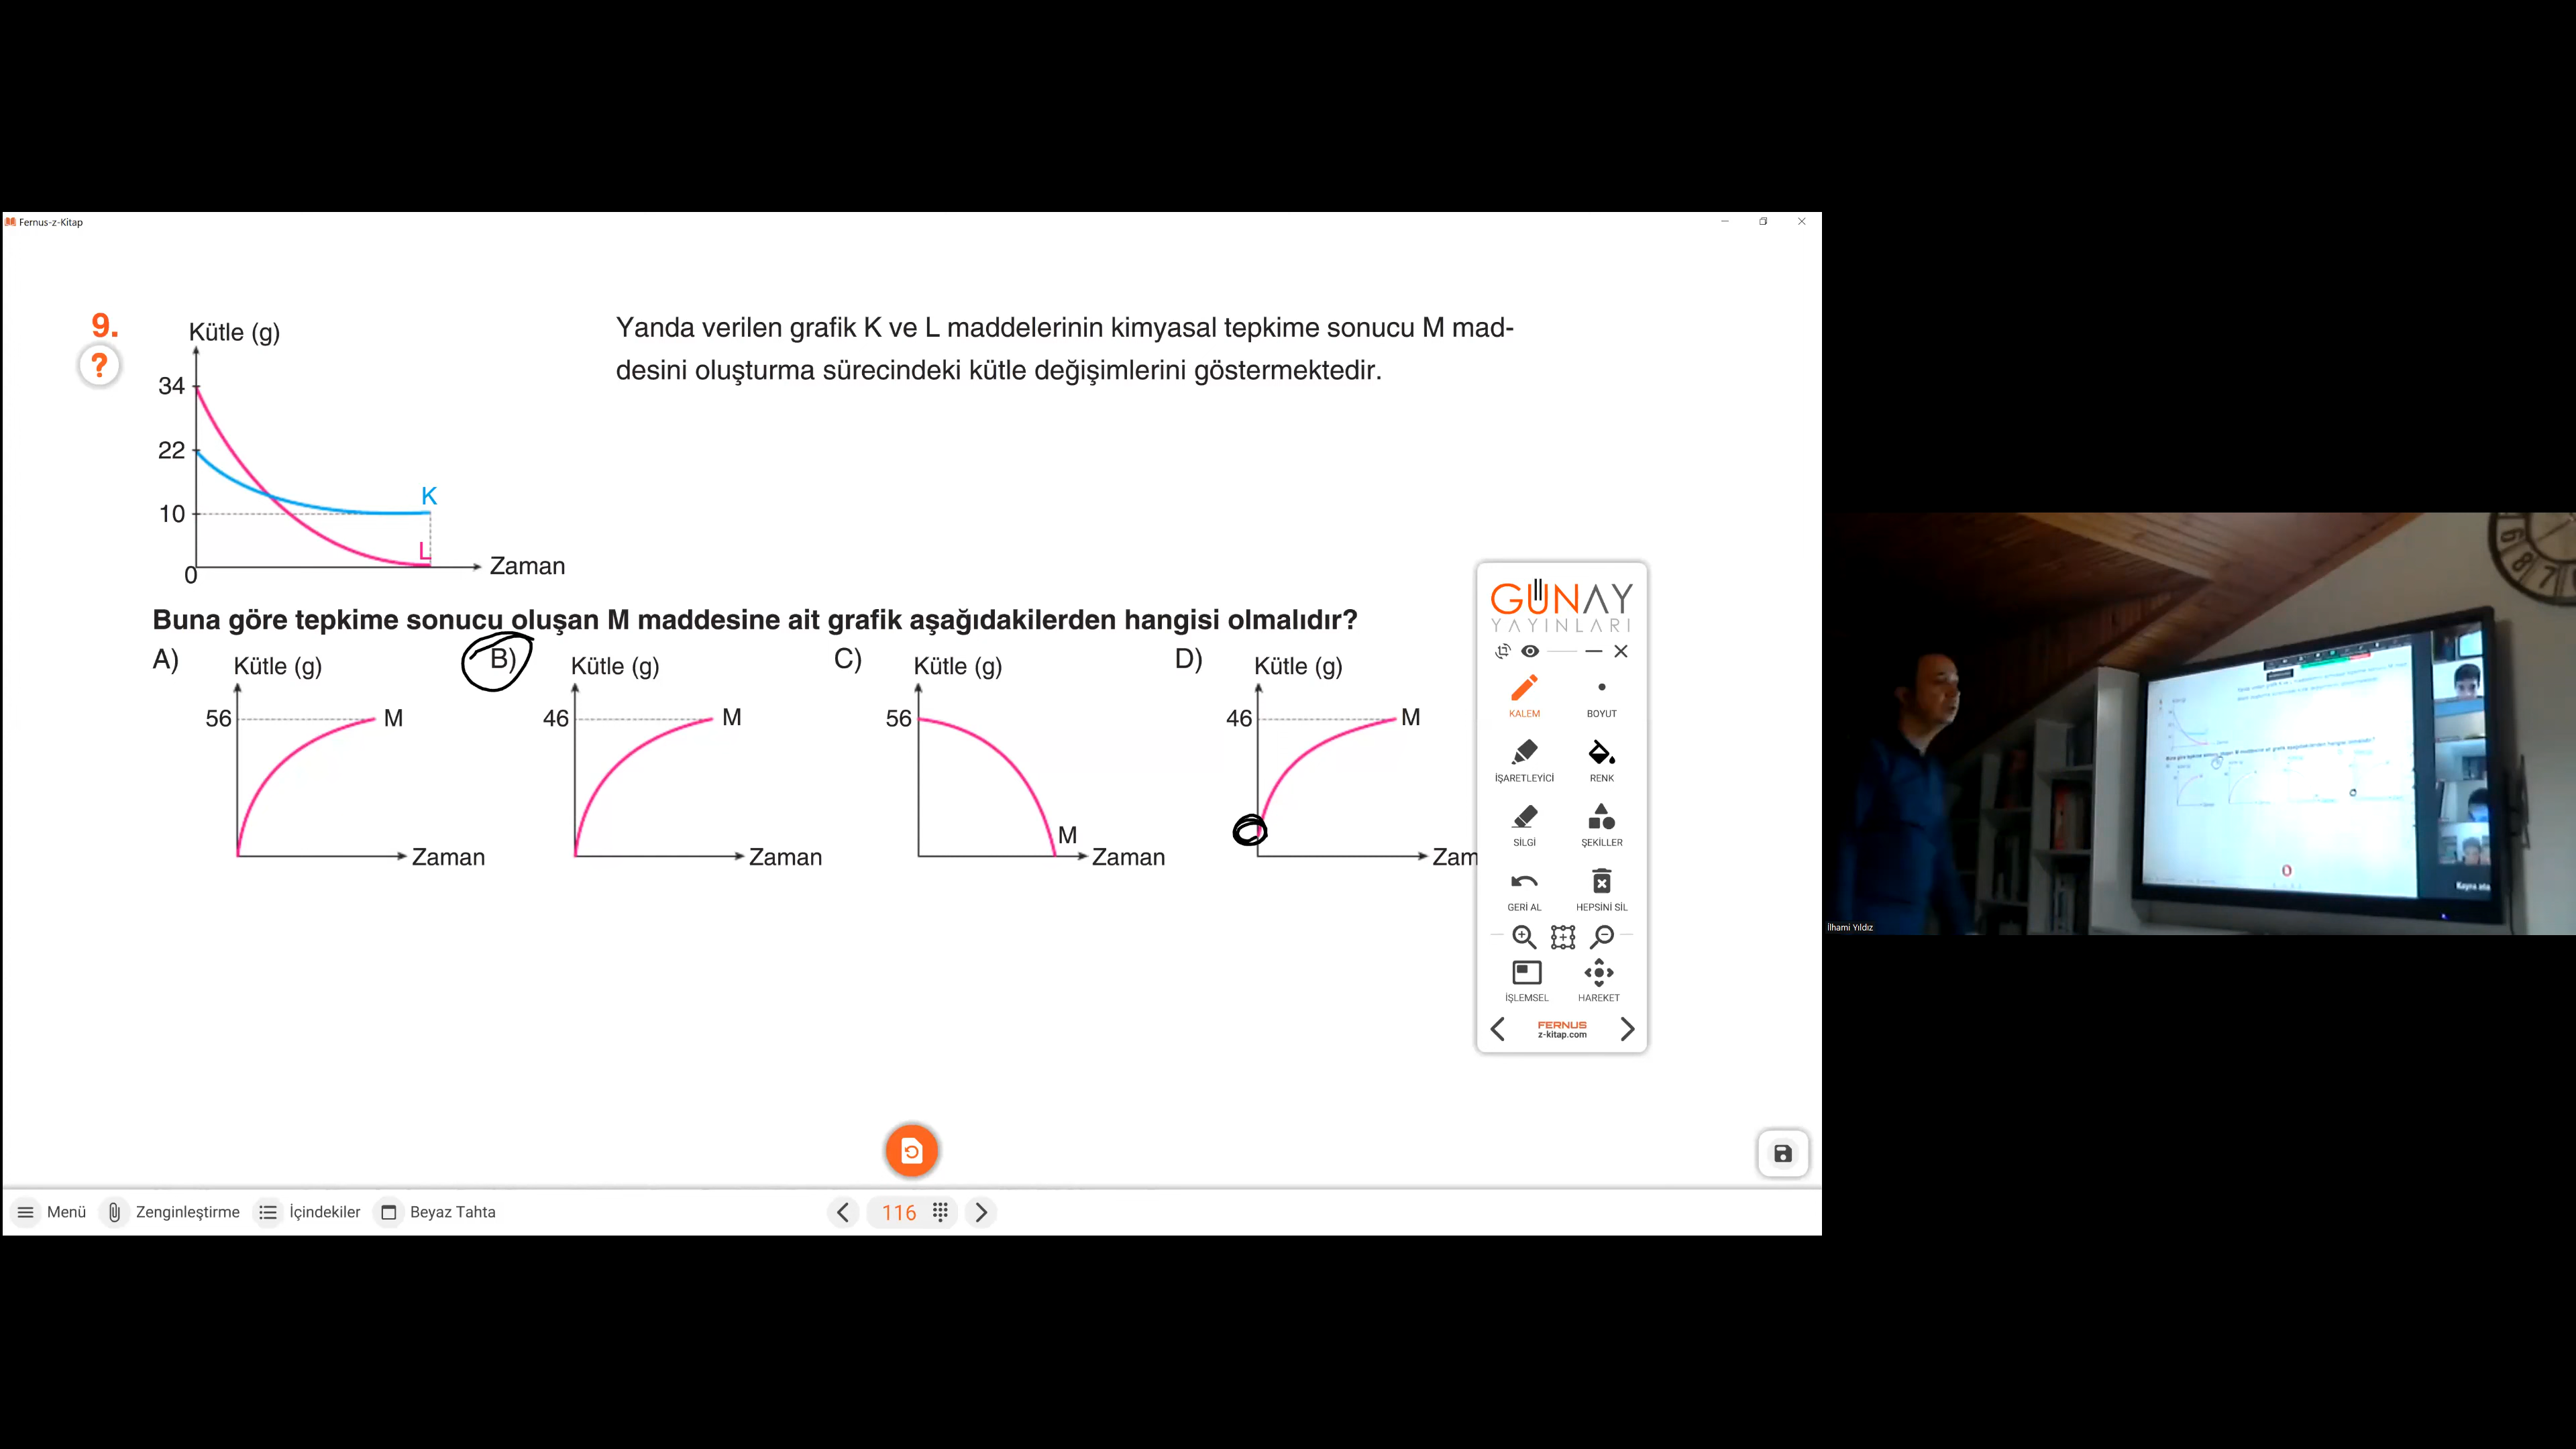 Fernus-z-Kitap
9.
?
Kütle (g)
34
22
10
0
K
L
Zaman
Yanda verilen grafik K ve L maddelerinin kimyasal tepkime sonucu M mad-
desini oluşturma sürecindeki kütle değişimlerini göstermektedir.
Buna göre tepkime sonucu oluşan M maddesine ait grafik aşağıdakilerden hangisi olmalıdır?
A)
Kütle (g)
56
M
Zaman
B)
Kütle (g)
46
M
Zaman
C)
Kütle (g)
56
M
Zaman
D)
Kütle (g)
46
M
Zam
GÜNAY
YAYINLARI
KALEM
BOYUT
İŞARETLEYİCİ
RENK
SİLGİ
ŞEKİLLER
GERİ AL
HEPSİNİ SİL
İŞLEMSEL
HAREKET
FERNUS
z-kitap.com
Menü
Zenginleştirme
İçindekiler
Beyaz Tahta
116
İlhami Yıldız